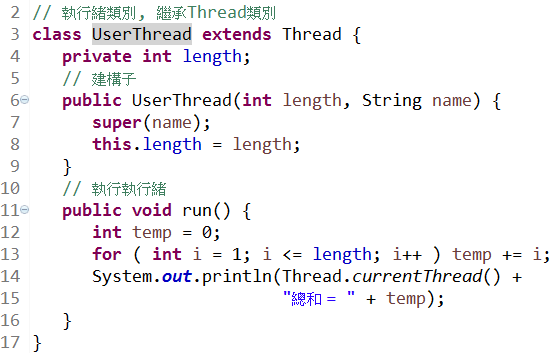 2 // 執行緒類別, 繼承Thread類別
3 class UserThread extends Thread {
4 private int length;
5 // 建構子
6 public UserThread(int length, String name) {
7 super(name);
8 this.length = length;
9 }
10 // 執行執行緒
11 public void run() {
12 int temp = 0;
13 for ( int i = 1; i <= length; i++ ) temp += i;
14 System.out.println(Thread.currentThread() +
15 "總和 = " + temp);
16 }
17 }